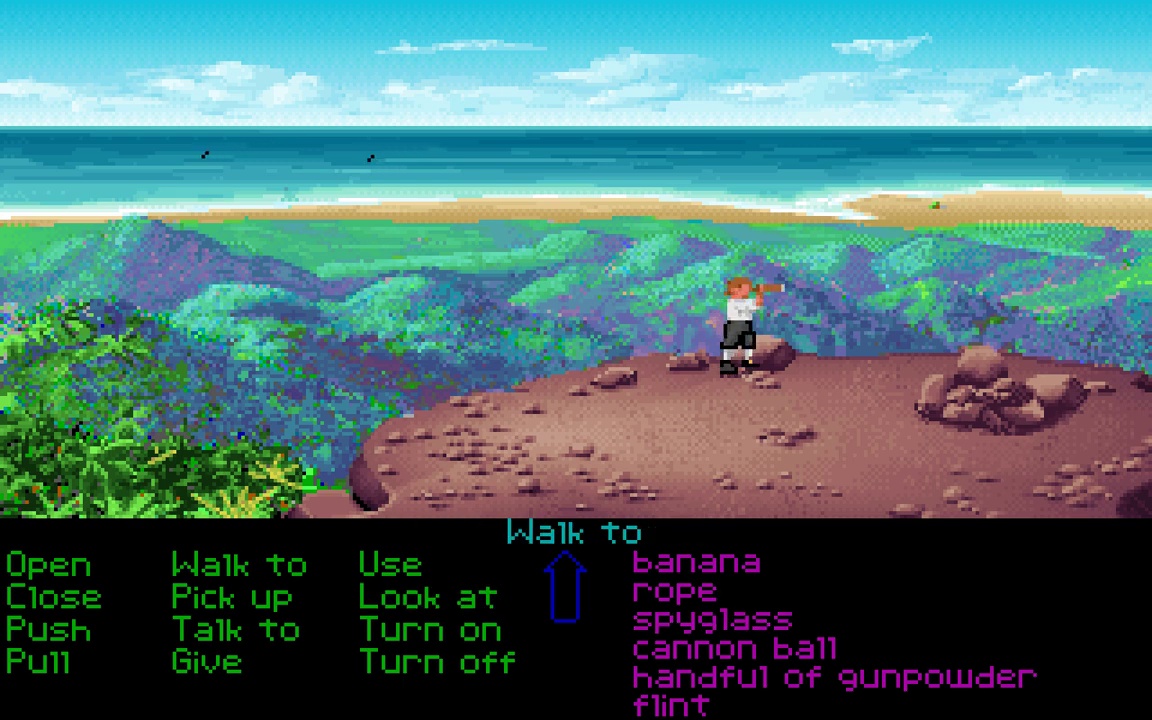 Walk to
Open Walk to Use
Close Pick up Look at
Push Talk to Turn on
Pull Give Turn off
banana
rope
spyglass
cannon ball
handful of gunpowder
flint